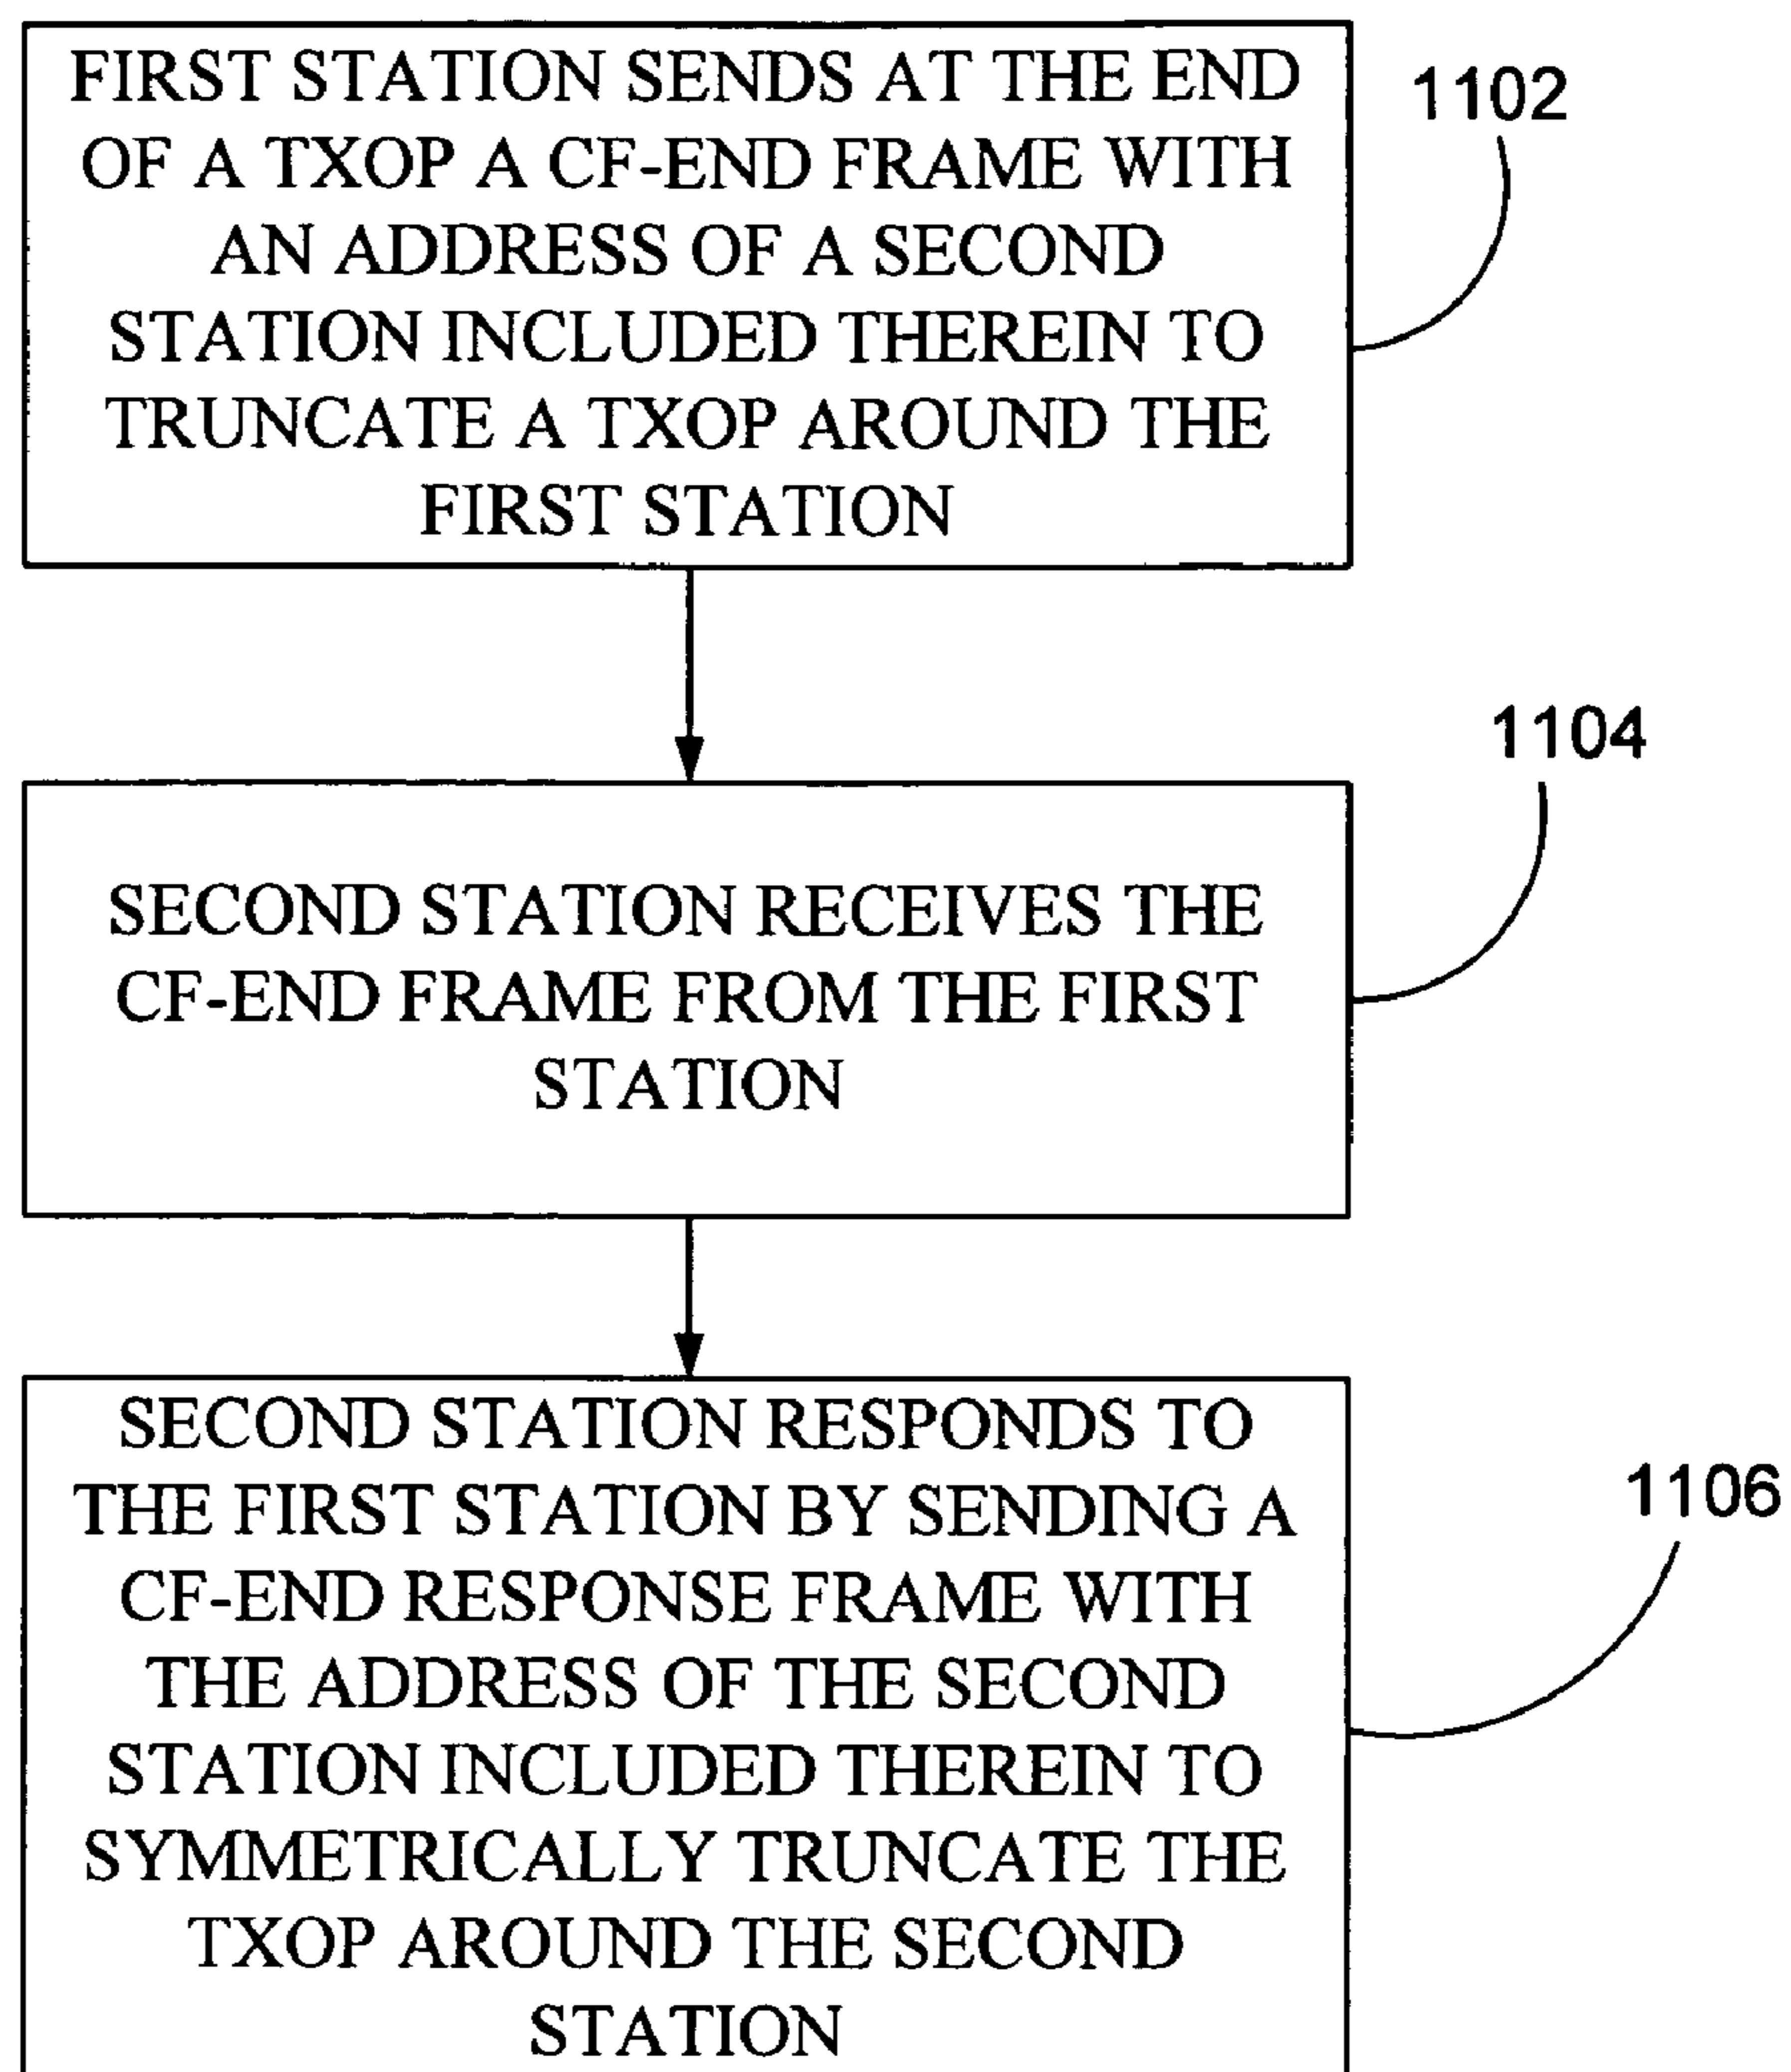 FIRST STATION SENDS AT THE END
OF A TXOP A CF-END FRAME WITH
AN ADDRESS OF A SECOND
STATION INCLUDED THEREIN TO
TRUNCATE A TXOP AROUND THE
FIRST STATION
1102
1104
SECOND STATION RECEIVES THE
CF-END FRAME FROM THE FIRST
STATION
SECOND STATION RESPONDS TO
THE FIRST STATION BY SENDING A
CF-END RESPONSE FRAME WITH
THE ADDRESS OF THE SECOND
STATION INCLUDED THEREIN TO
SYMMETRICALLY TRUNCATE THE
TXOP AROUND THE SECOND
STATION
1106